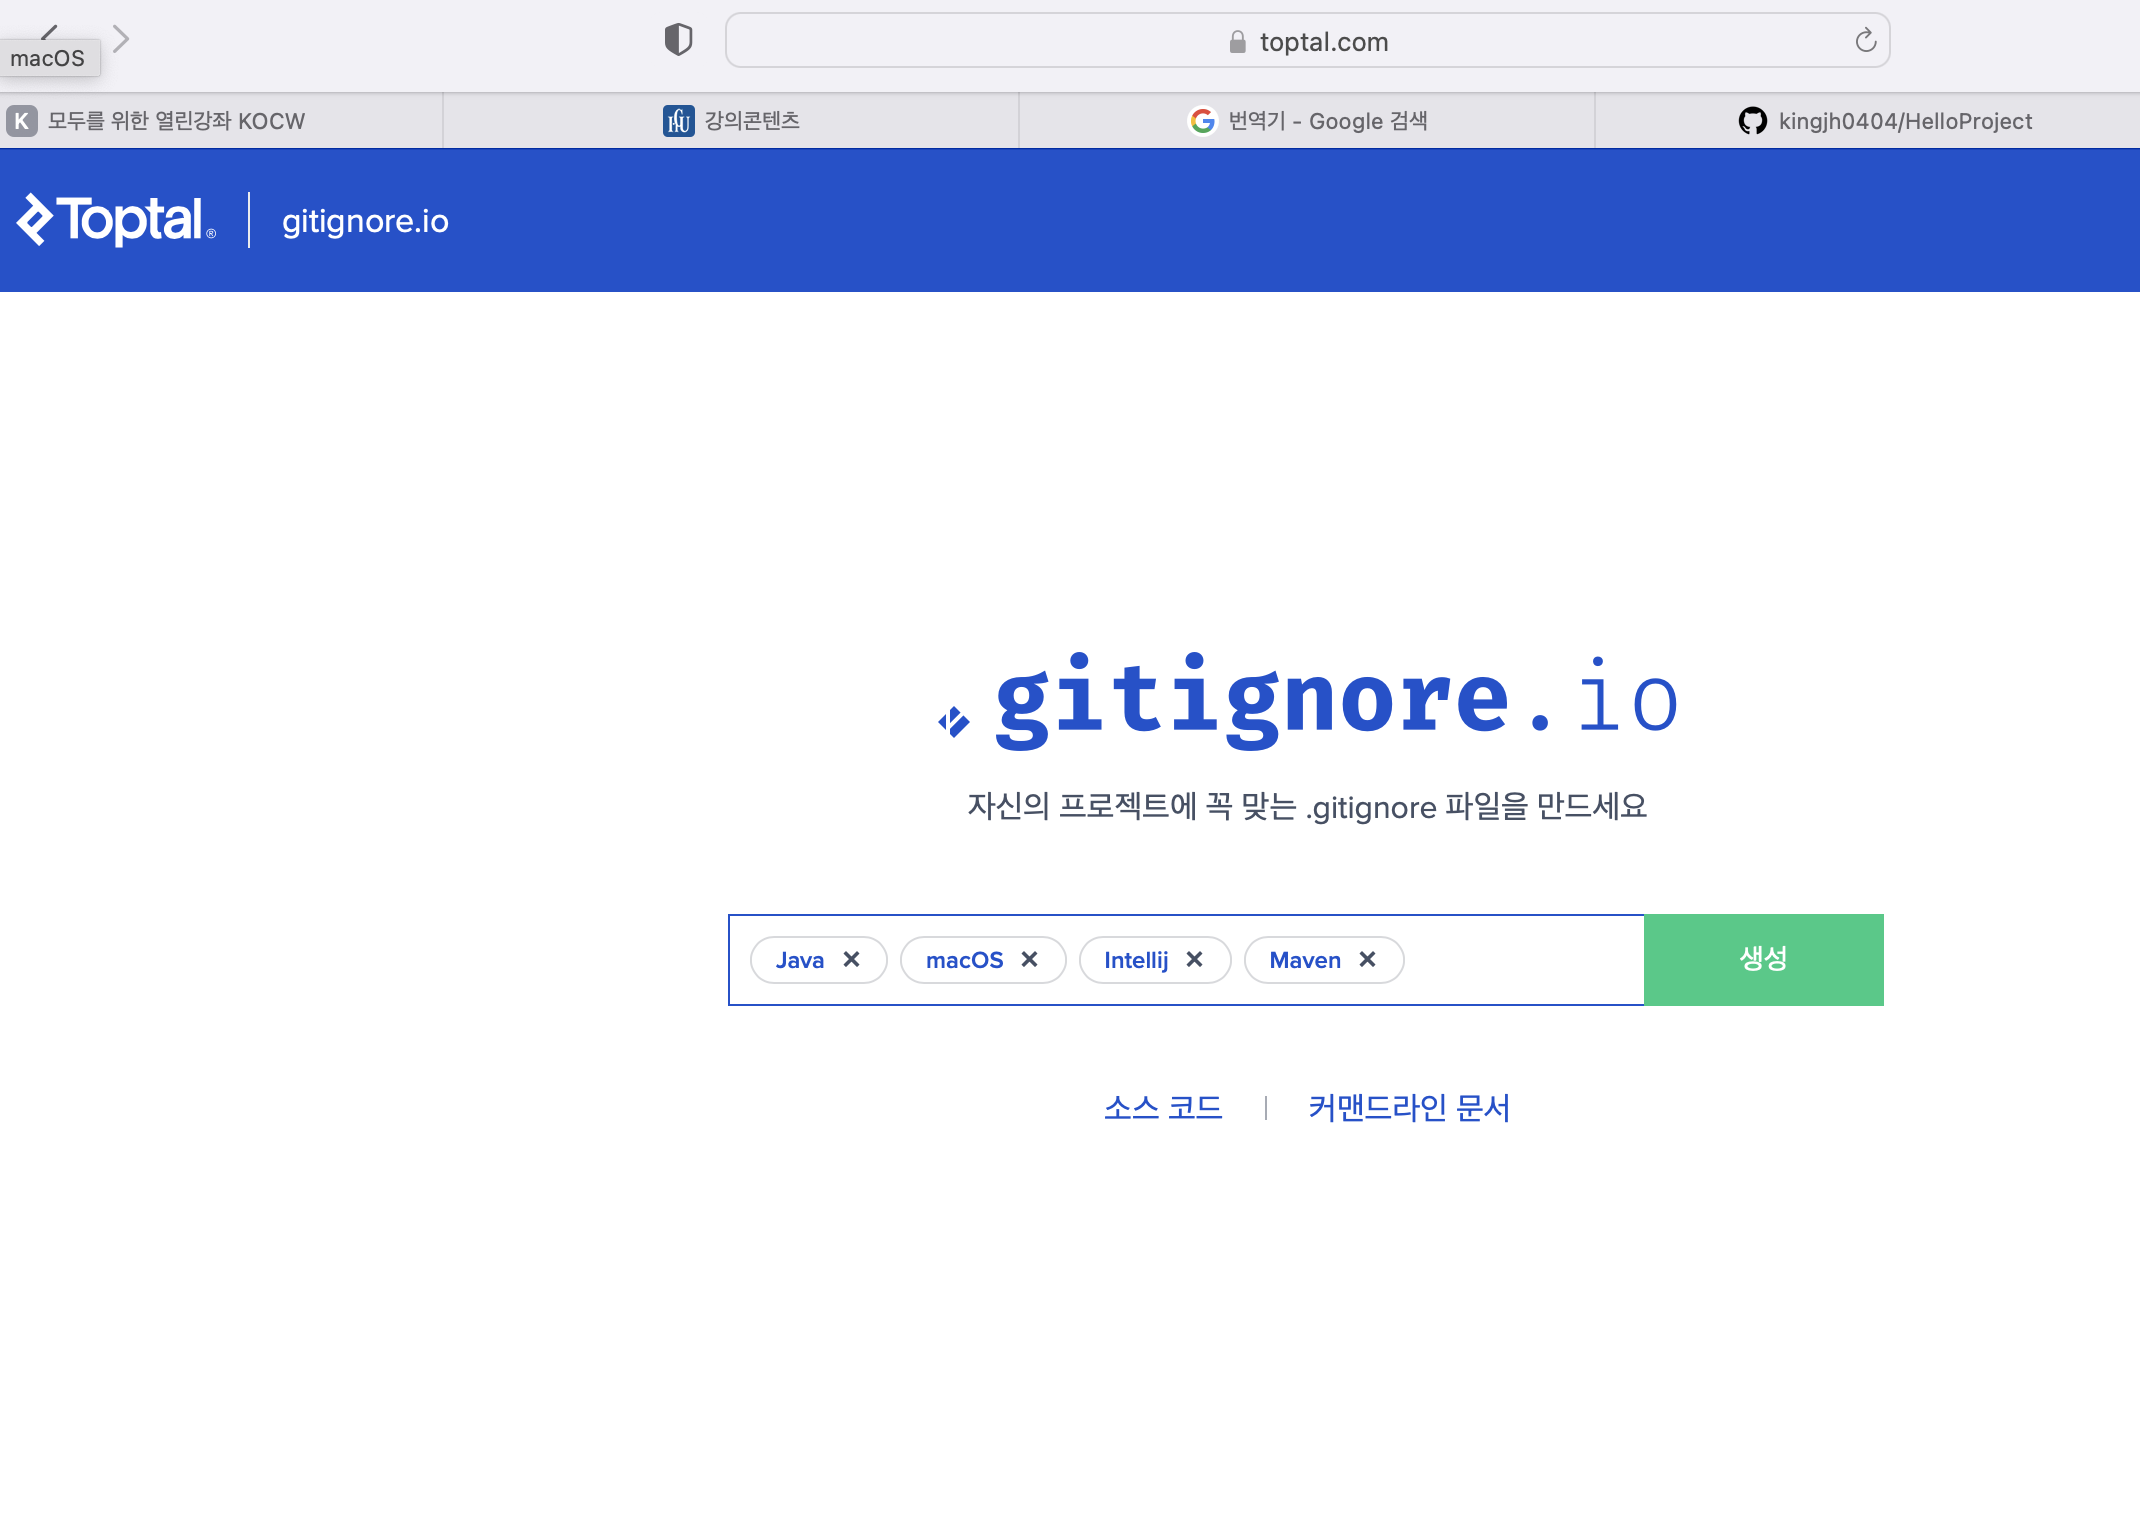 toptal.com
macOS
K 모두를 위한 열린강좌 KOCW
강의콘텐츠
번역기 - Google 검색
kingjh0404/HelloProject
Toptal®
gitignore.io
gitignore.io
자신의 프로젝트에 꼭 맞는 .gitignore 파일을 만드세요
Java
macOS
Intellij
Maven
생성
소스 코드
커맨드라인 문서